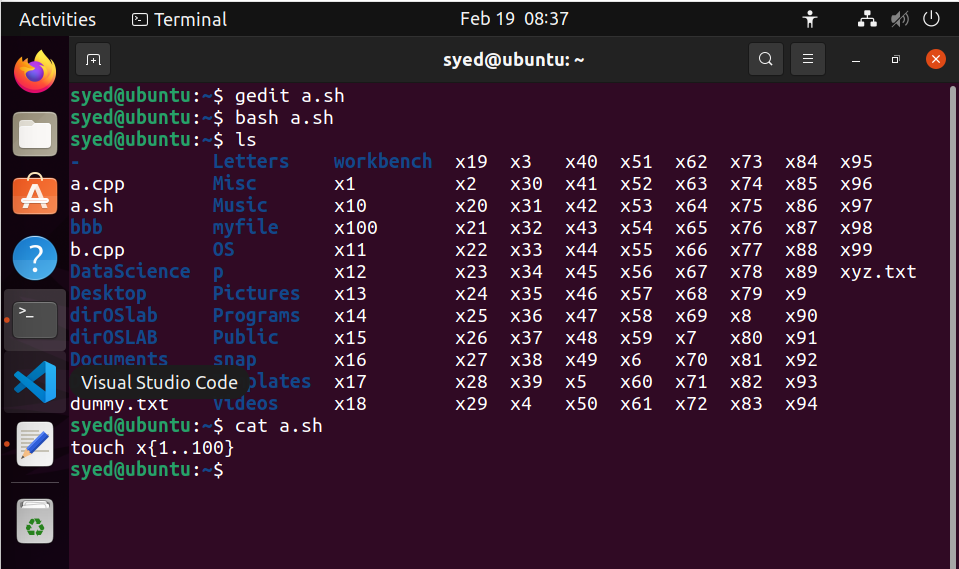 Activities Terminal Feb 19 08:37
syed@ubuntu: ~
syed@ubuntu:~$ gedit a.sh
syed@ubuntu:~$ bash a.sh
syed@ubuntu:~$ ls
- Letters workbench x19 x3 x40 x51 x62 x73 x84 x95
a.cpp Misc x1 x2 x30 x41 x52 x63 x74 x85 x96
a.sh Music x10 x20 x31 x42 x53 x64 x75 x86 x97
bbb myfile x100 x21 x32 x43 x54 x65 x76 x87 x98
b.cpp OS x11 x22 x33 x44 x55 x66 x77 x88 x99
DataScience p x12 x23 x34 x45 x56 x67 x78 x89 xyz.txt
Desktop Pictures x13 x24 x35 x46 x57 x68 x79 x9
dirOSlab Programs x14 x25 x36 x47 x58 x69 x8 x90
dirOSLAB Public x15 x26 x37 x48 x59 x7 x80 x91
Documents snap x16 x27 x38 x49 x6 x70 x81 x92
Visual Studio Code plates x17 x28 x39 x5 x60 x71 x82 x93
dummy.txt Videos x18 x29 x4 x50 x61 x72 x83 x94
syed@ubuntu:~$ cat a.sh
touch x{1..100}
syed@ubuntu:~$